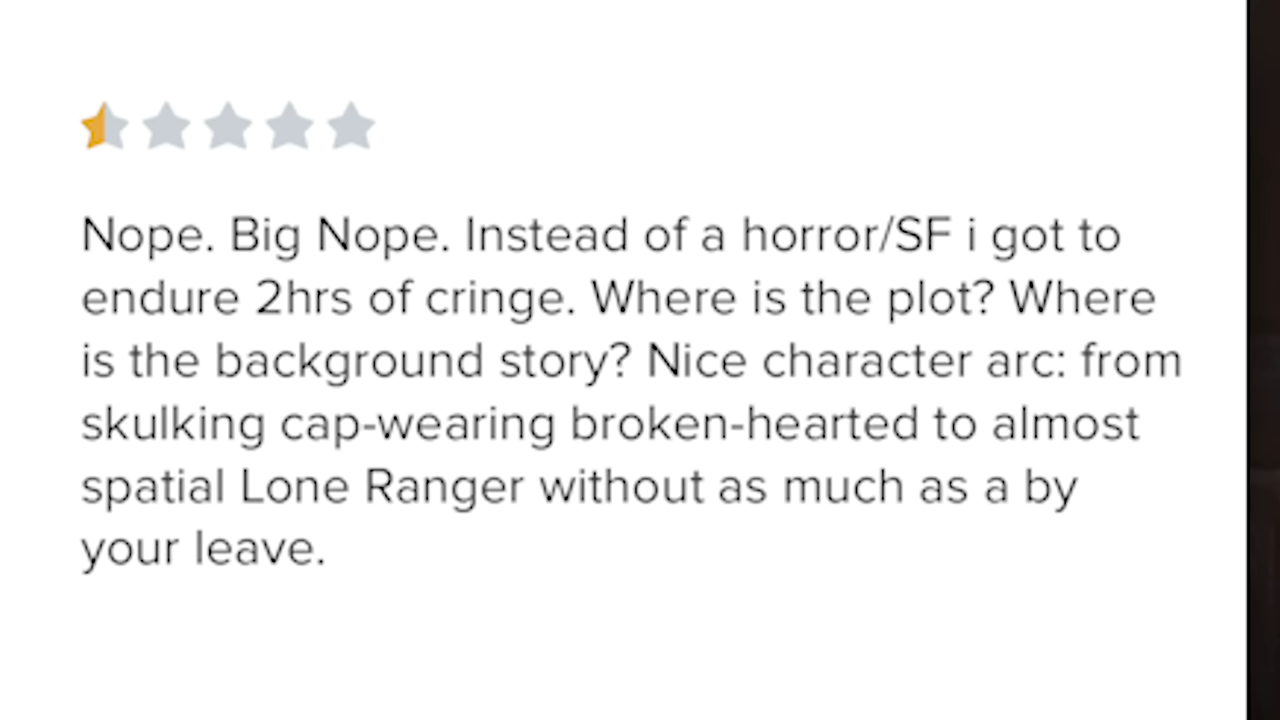 Nope. Big Nope. Instead of a horror/SF i got to
endure 2hrs of cringe. Where is the plot? Where
is the background story? Nice character arc: from
skulking cap-wearing broken-hearted to almost
spatial Lone Ranger without as much as a by
your leave.